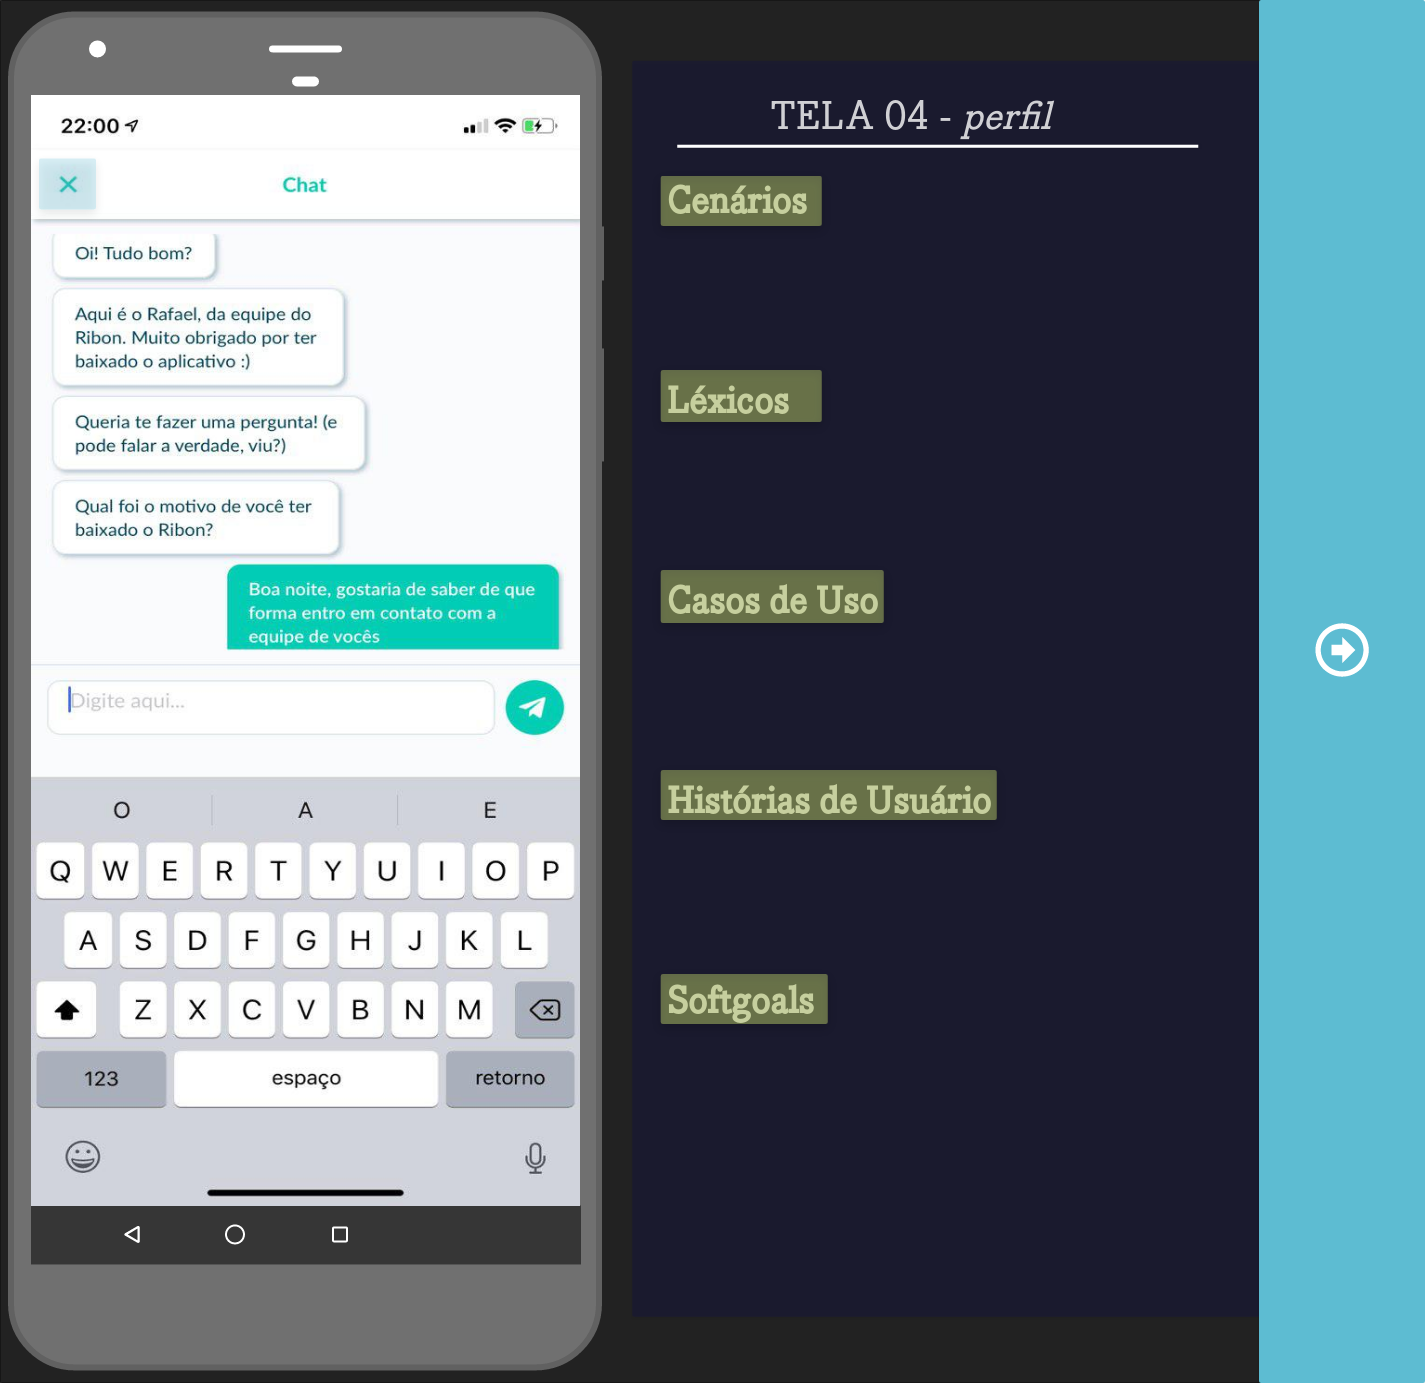 22:00
Chat
Oi! Tudo bom?
Aqui é o Rafael, da equipe do
Ribon. Muito obrigado por ter
baixado o aplicativo :)
Queria te fazer uma pergunta! (e
pode falar a verdade, viu?)
Qual foi o motivo de você ter
baixado o Ribon?
Boa noite, gostaria de saber de que
forma entro em contato com a
equipe de vocês
Digite aqui...
O A E
Q W E R T Y U I O P
A S D F G H J K L
Z X C V B N M
123 espaço retorno
TELA 04 - perfil
Cenários
Léxicos
Casos de Uso
Histórias de Usuário
Softgoals